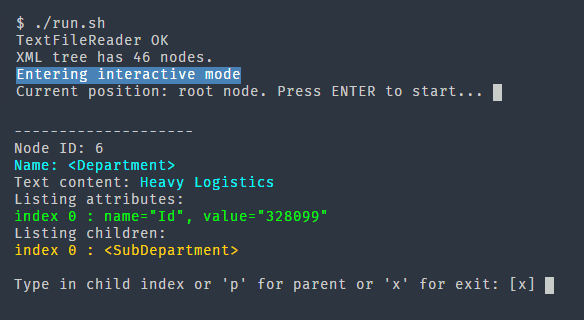 $ ./run.sh
TextFileReader OK
XML tree has 46 nodes.
Entering interactive mode
Current position: root node. Press ENTER to start...
--------------------
Node ID: 6
Name: <Department>
Text content: Heavy Logistics
Listing attributes:
index 0 : name="Id", value="328099"
Listing children:
index 0 : <SubDepartment>
Type in child index or 'p' for parent or 'x' for exit: [x]